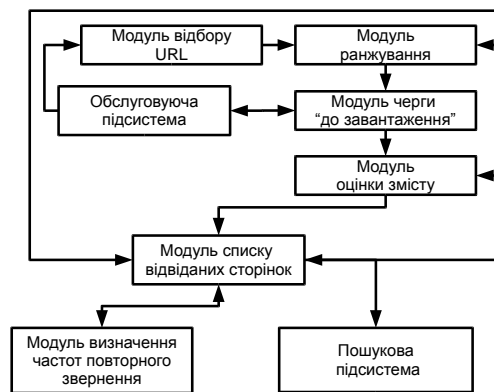 Модуль відбору
URL
Модуль
ранжування
Обслуговуюча
підсистема
Модуль черги
“до завантаження”
Модуль
оцінки змісту
Модуль списку
відвіданих сторінок
Модуль визначення
частот повторного
звернення
Пошукова
підсистема